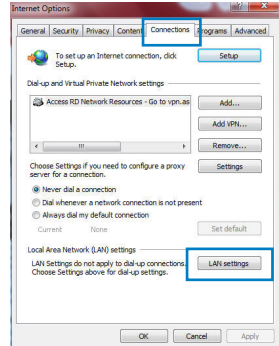 Internet Options
General Security Privacy Content Connections Programs Advanced
To set up an Internet connection, click
Setup.
Setup
Dial-up and Virtual Private Network settings
Access RD Network Resources - Go to vpn.as
Add...
Add VPN...
Remove...
Choose Settings if you need to configure a proxy
server for a connection.
Settings
Never dial a connection
Dial whenever a network connection is not present
Always dial my default connection
Current None
Set default
Local Area Network (LAN) settings
LAN Settings do not apply to dial-up connections.
Choose Settings above for dial-up settings.
LAN settings
OK Cancel Apply